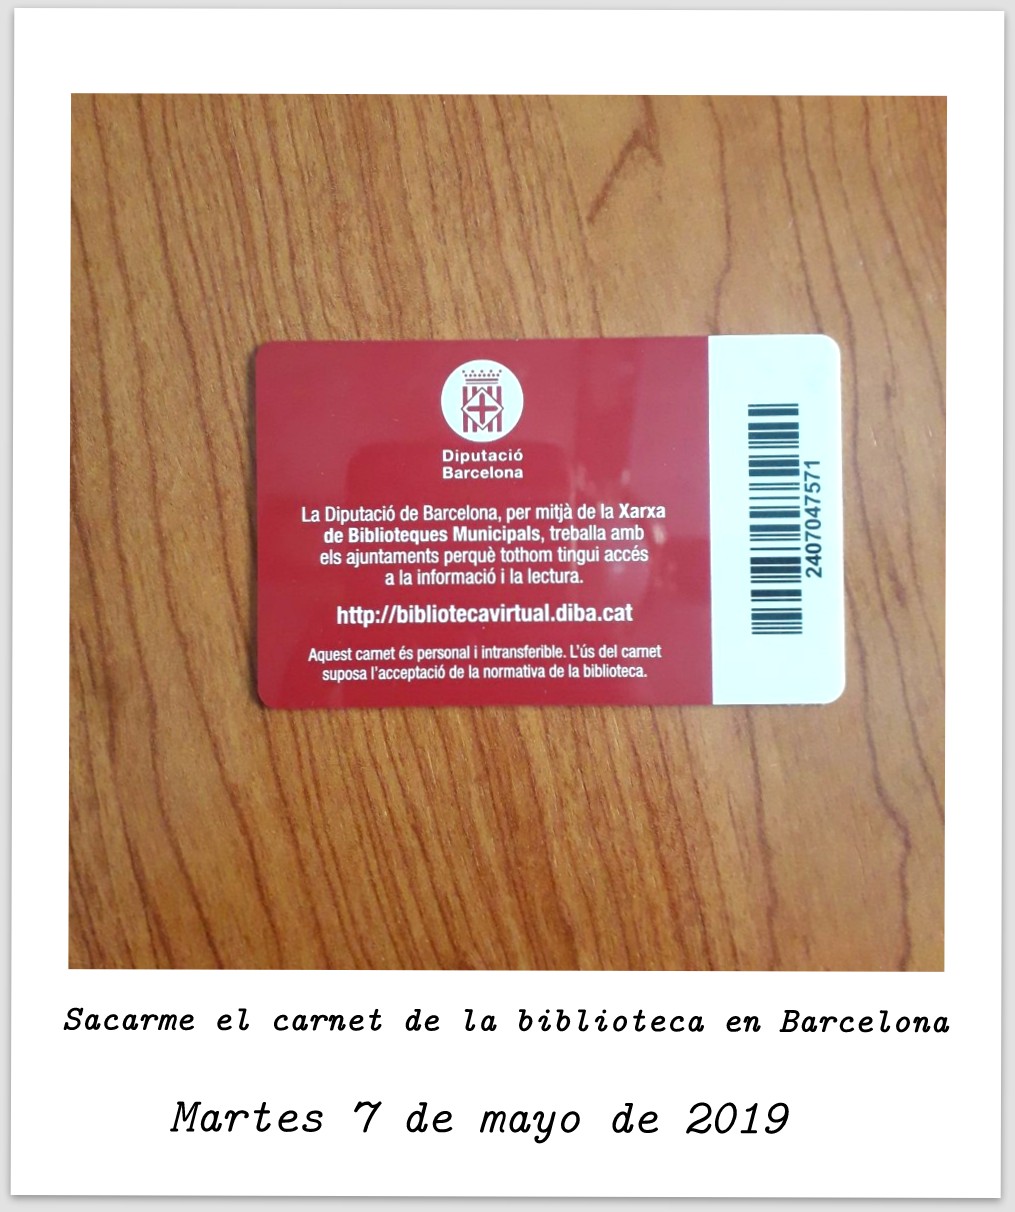 Diputació
Barcelona
La Diputació de Barcelona, per mitjà de la Xarxa
de Biblioteques Municipals, treballa amb
els ajuntaments perquè tothom tingui accés
a la informació i la lectura.
http://bibliotecavirtual.diba.cat
Aquest carnet és personal i intransferible. L'ús del carnet
suposa l'acceptació de la normativa de la biblioteca.
2407047571
Sacarme el carnet de la biblioteca en Barcelona
Martes 7 de mayo de 2019